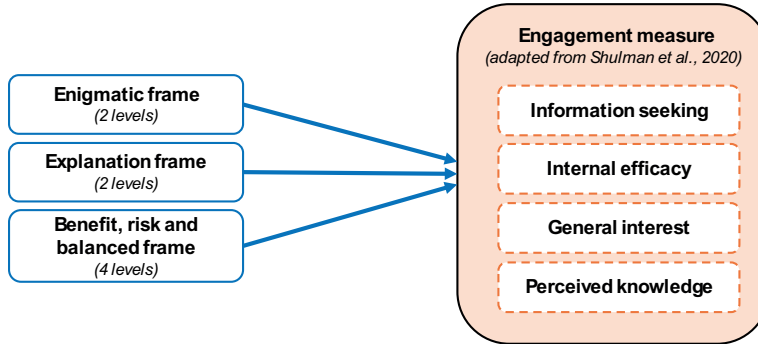 Enigmatic frame
(2 levels)
Explanation frame
(2 levels)
Benefit, risk and
balanced frame
(4 levels)
Engagement measure
(adapted from Shulman et al., 2020)
Information seeking
Internal efficacy
General interest
Perceived knowledge